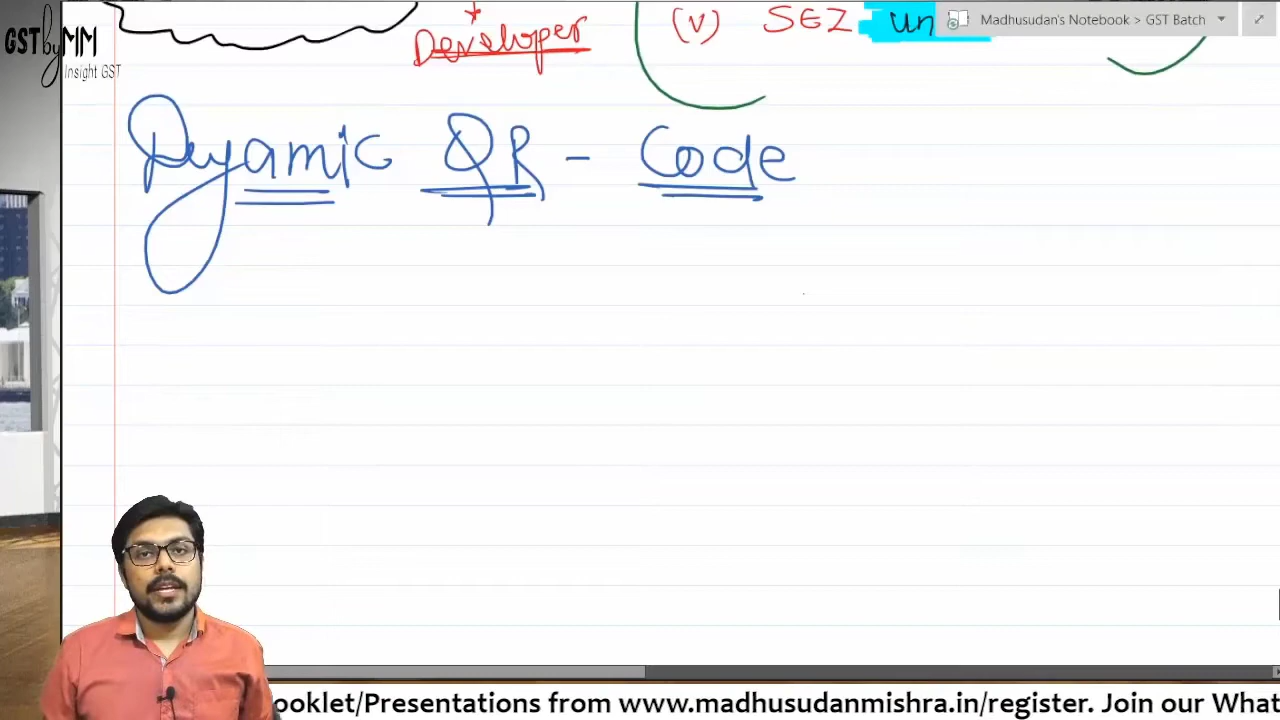 GST by MM
Insight GST
Developer
(v) SEZ un
Madhusudan's Notebook > GST Batch
Dyamic QR - Code
ooklet/Presentations from www.madhusudanmishra.in/register. Join our What